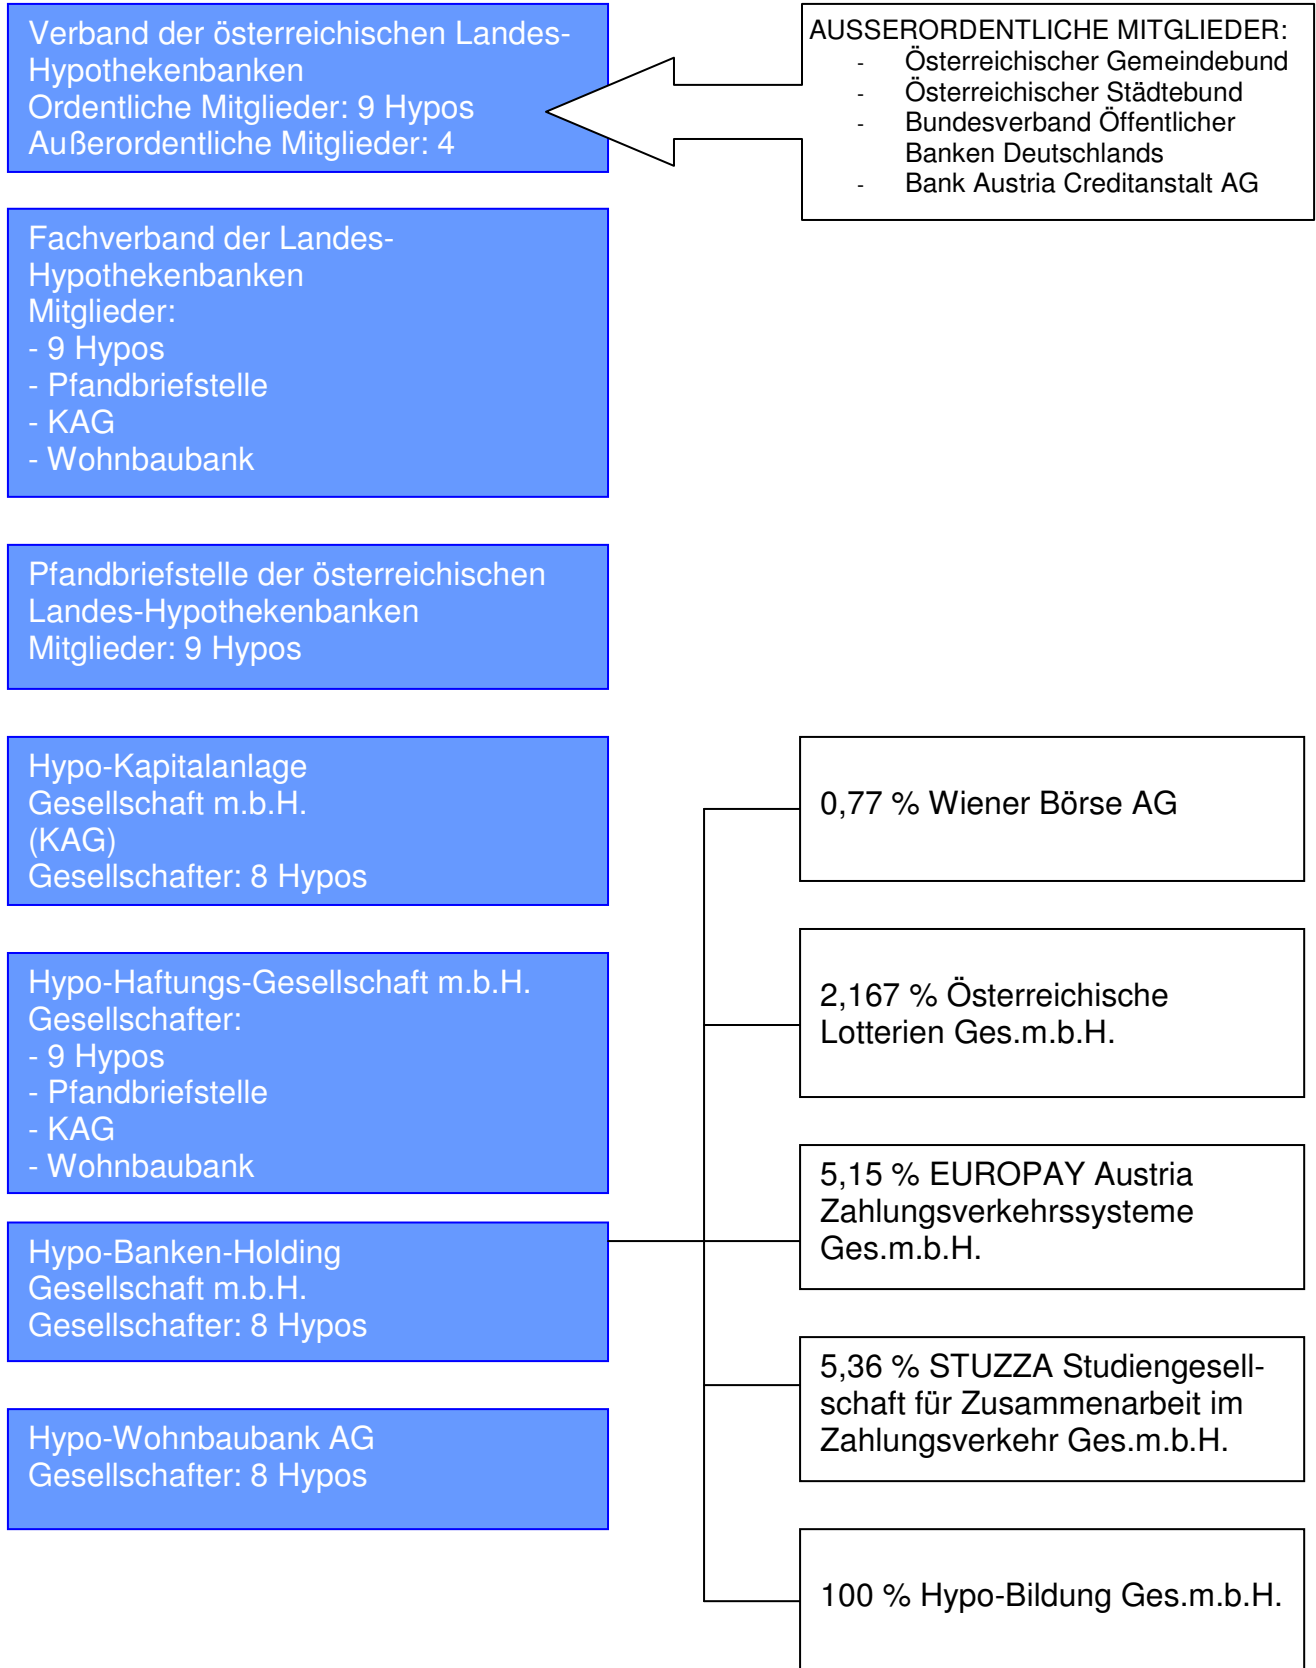 Verband der österreichischen Landes-
Hypothekenbanken
Ordentliche Mitglieder: 9 Hypos
Außerordentliche Mitglieder: 4
AUSSERORDENTLICHE MITGLIEDER:
- Österreichischer Gemeindebund
- Österreichischer Städtebund
- Bundesverband Öffentlicher
Banken Deutschlands
- Bank Austria Creditanstalt AG
Fachverband der Landes-
Hypothekenbanken
Mitglieder:
- 9 Hypos
- Pfandbriefstelle
- KAG
- Wohnbaubank
Pfandbriefstelle der österreichischen
Landes-Hypothekenbanken
Mitglieder: 9 Hypos
Hypo-Kapitalanlage
Gesellschaft m.b.H.
(KAG)
Gesellschafter: 8 Hypos
Hypo-Haftungs-Gesellschaft m.b.H.
Gesellschafter:
- 9 Hypos
- Pfandbriefstelle
- KAG
- Wohnbaubank
Hypo-Banken-Holding
Gesellschaft m.b.H.
Gesellschafter: 8 Hypos
Hypo-Wohnbaubank AG
Gesellschafter: 8 Hypos
0,77 % Wiener Börse AG
2,167 % Österreichische
Lotterien Ges.m.b.H.
5,15 % EUROPAY Austria
Zahlungsverkehrssysteme
Ges.m.b.H.
5,36 % STUZZA Studiengesell-
schaft für Zusammenarbeit im
Zahlungsverkehr Ges.m.b.H.
100 % Hypo-Bildung Ges.m.b.H.